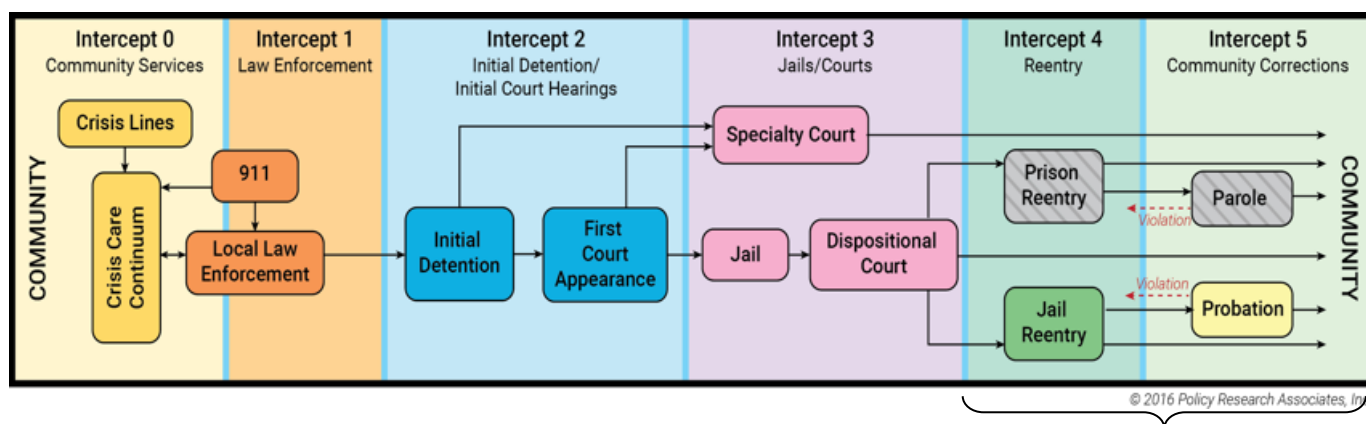 Intercept 0
Community Services
Intercept 1
Law Enforcement
Intercept 2
Initial Detention/
Initial Court Hearings
Intercept 3
Jails/Courts
Intercept 4
Reentry
Intercept 5
Community Corrections
COMMUNITY
Crisis Lines
Crisis Care
Continuum
911
Local Law
Enforcement
Initial
Detention
First
Court
Appearance
Specialty Court
Jail
Dispositional
Court
Prison
Reentry
Parole
Violation
Jail
Reentry
Violation
Probation
COMMUNITY
© 2016 Policy Research Associates,